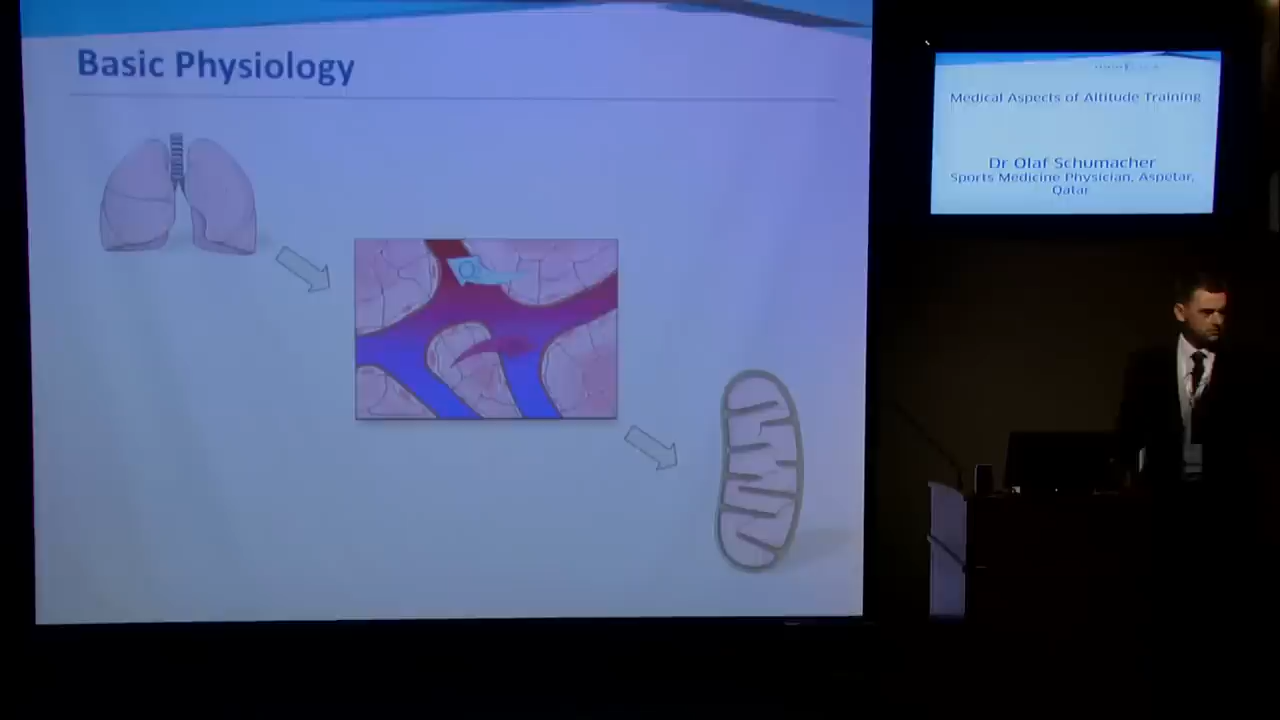 Basic Physiology
Medical Aspects of Altitude Training
Dr Olaf Schumacher
Sports Medicine Physician, Aspetar,
Qatar